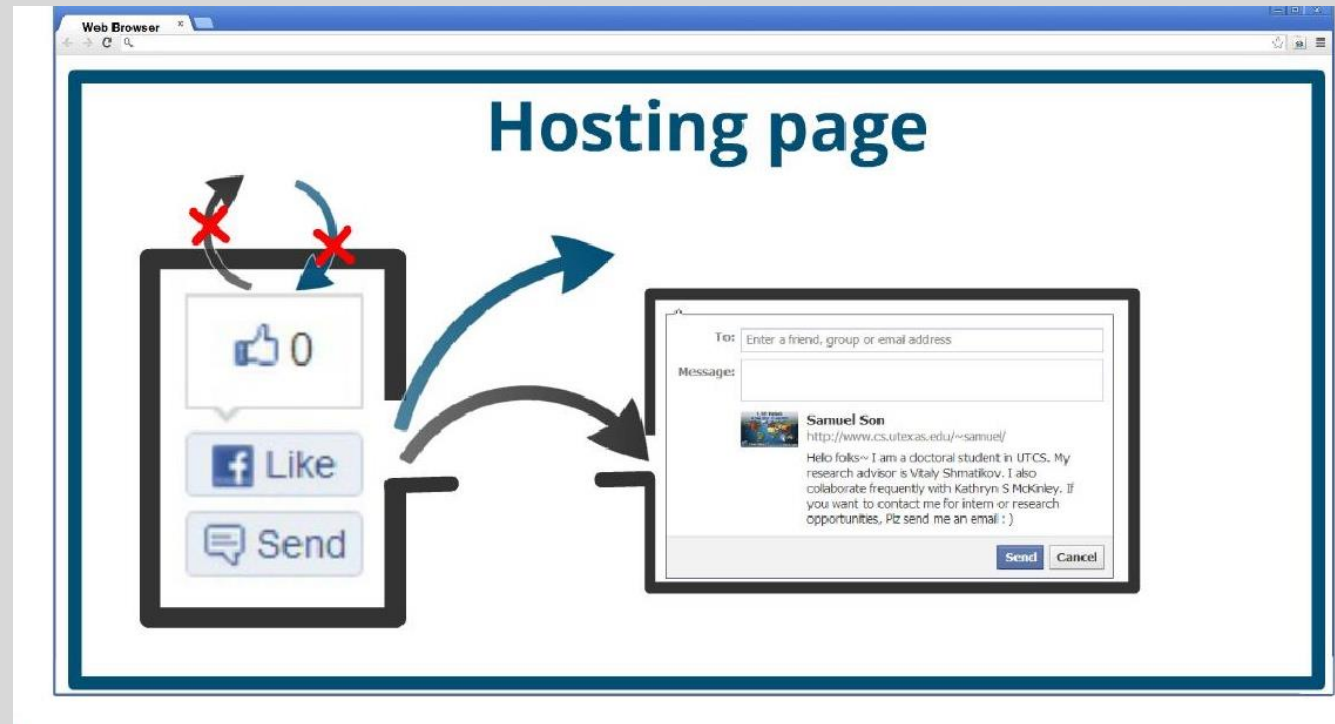 Web Browser
Hosting page
0
Like
Send
To: Enter a friend, group or email address
Message:
Samuel Son
http://www.cs.utexas.edu/~samuel/
Hello folks~ I am a doctoral student in UTCS. My
research advisor is Vitaly Shmatikov. I also
collaborate frequently with Kathryn S McKinley. If
you want to contact me for intern or research
opportunities, Plz send me an email : )
Send Cancel